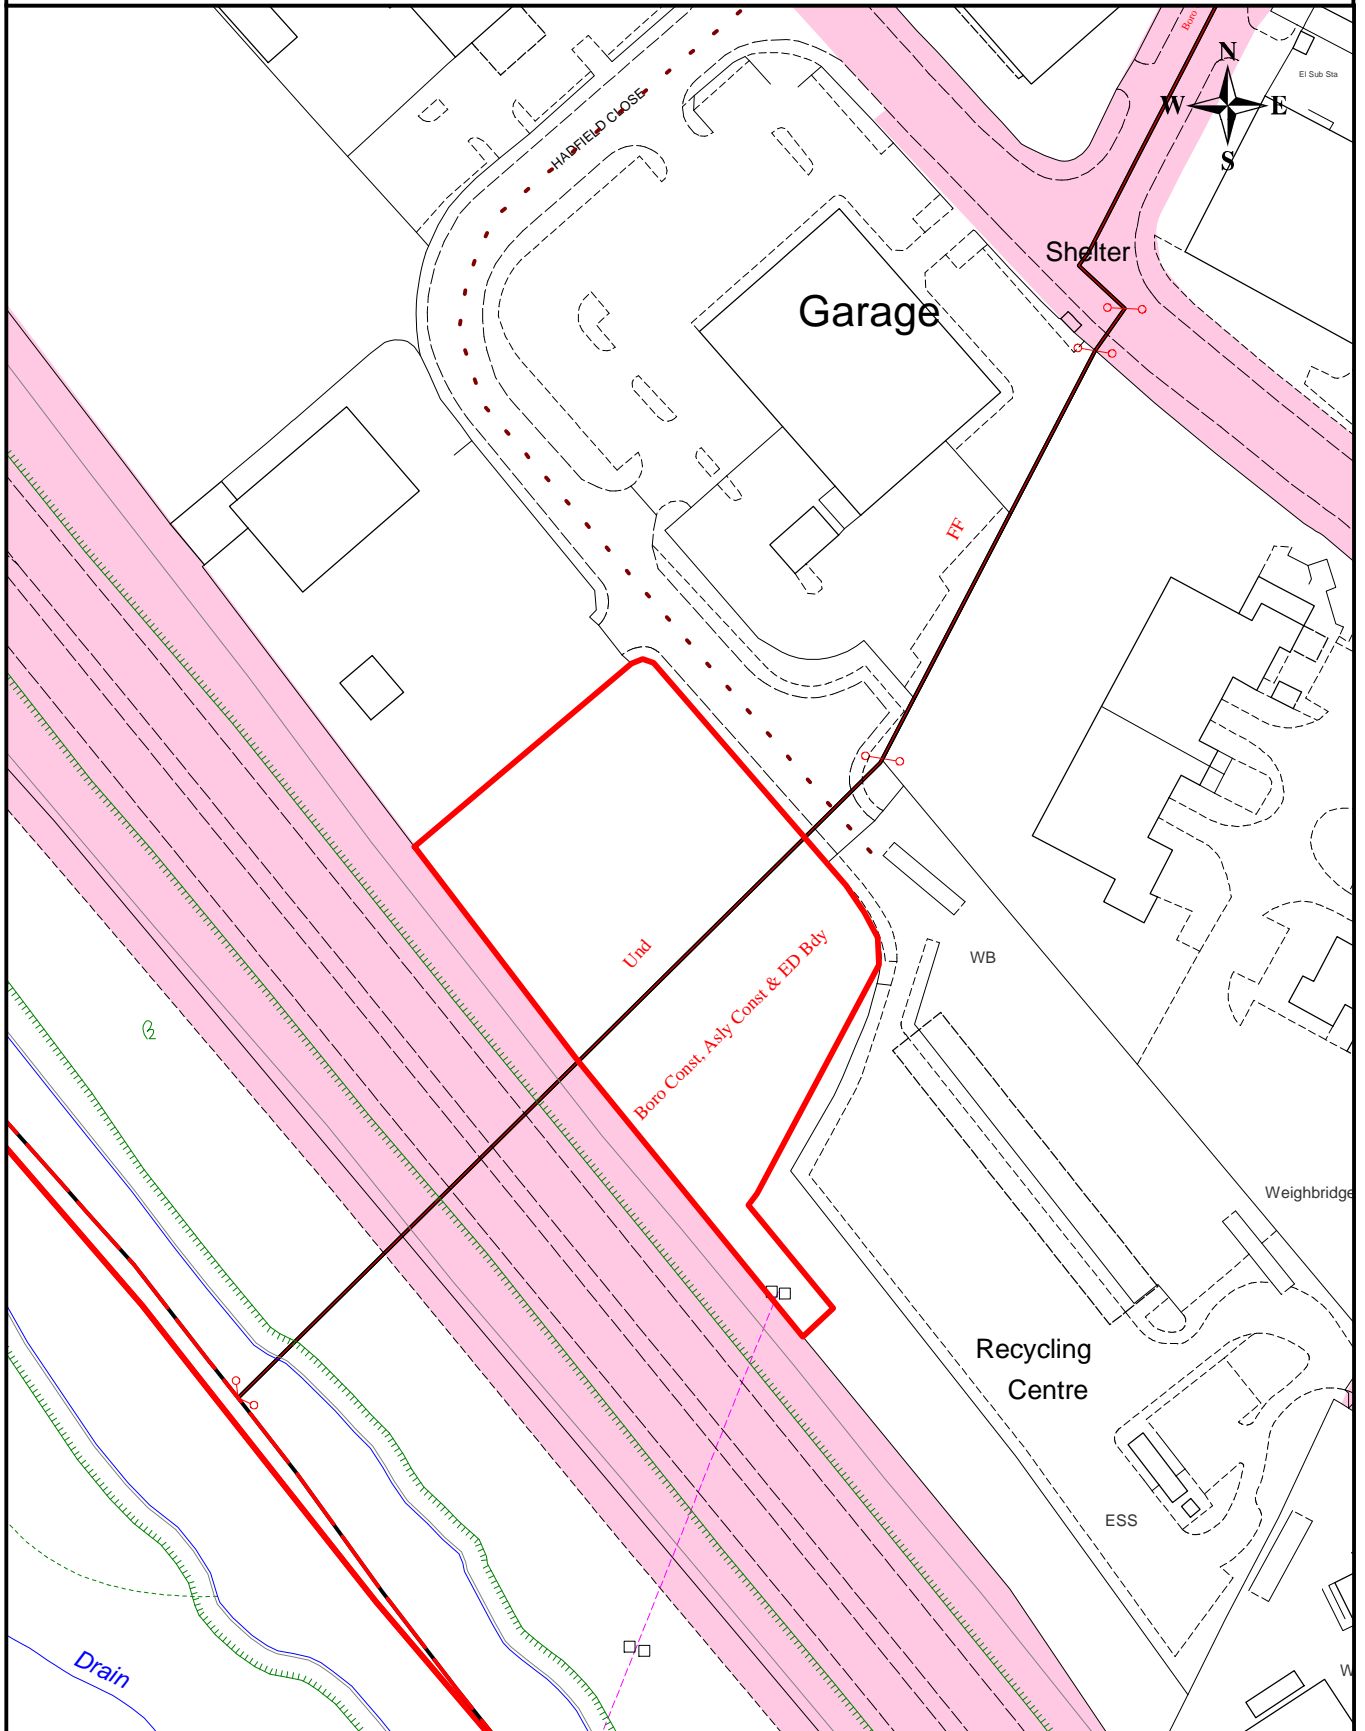 Boro
N
El Sub Sta
W
E
S
HADFIELD CLOSE
Shelter
Garage
FF
Und
Boro Const, Asly Const & ED Bdy
WB
Weighbridge
Recycling
Centre
ESS
Drain
W